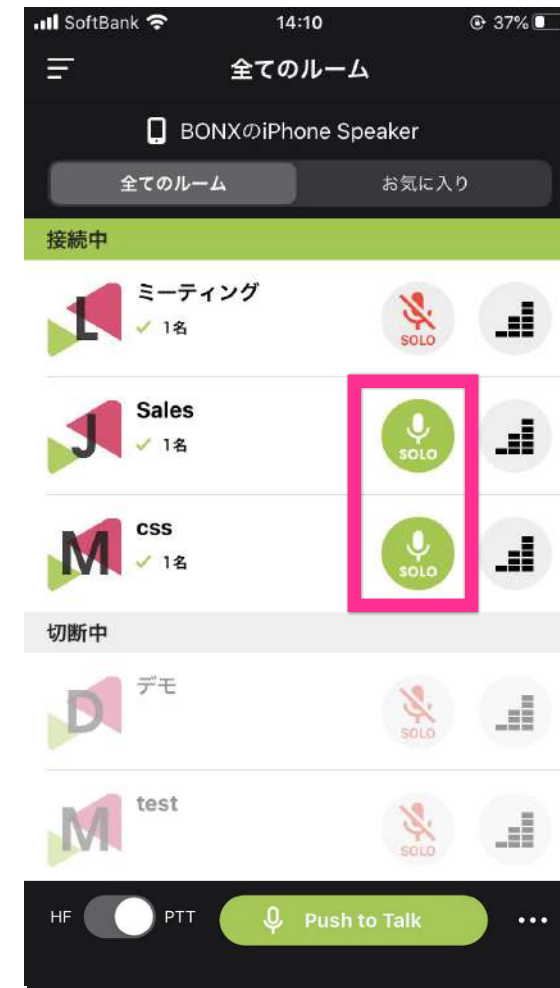 SoftBank 14:10 37%
全てのルーム
BONXのiPhone Speaker
全てのルーム お気に入り
接続中
L ミーティング
1名
SOLO
J Sales
1名
SOLO
M css
1名
SOLO
切断中
D デモ
SOLO
M test
SOLO
HF PTT Push to Talk